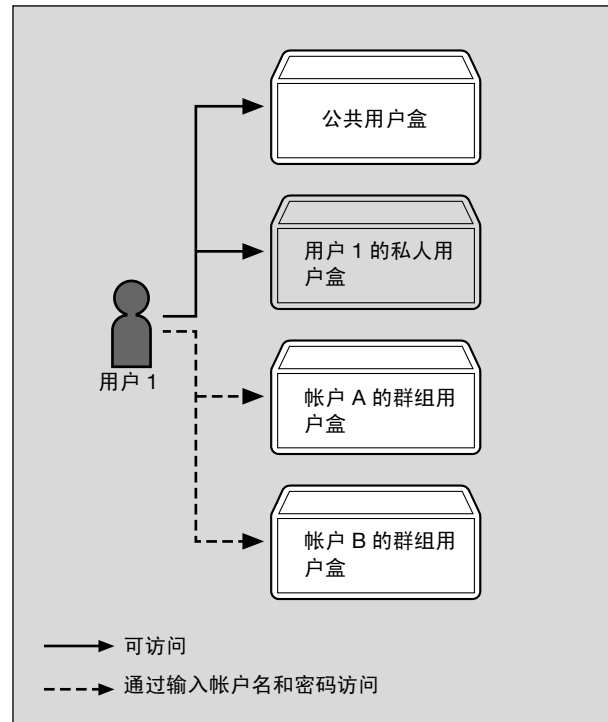 公共用户盒
用户 1 的私人用
户盒
用户 1
帐户 A 的群组用
户盒
帐户 B 的群组用
户盒
可访问
通过输入帐户名和密码访问